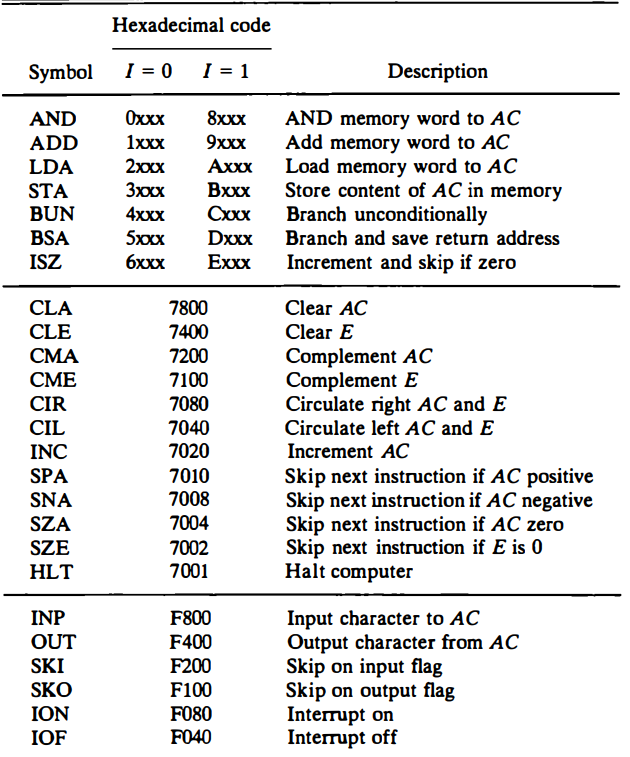 Hexadecimal code
Symbol I = 0 I = 1 Description
AND 0xxx 8xxx AND memory word to AC
ADD 1xxx 9xxx Add memory word to AC
LDA 2xxx Axxx Load memory word to AC
STA 3xxx Bxxx Store content of AC in memory
BUN 4xxx Cxxx Branch unconditionally
BSA 5xxx Dxxx Branch and save return address
ISZ 6xxx Exxx Increment and skip if zero
CLA 7800 Clear AC
CLE 7400 Clear E
CMA 7200 Complement AC
CME 7100 Complement E
CIR 7080 Circulate right AC and E
CIL 7040 Circulate left AC and E
INC 7020 Increment AC
SPA 7010 Skip next instruction if AC positive
SNA 7008 Skip next instruction if AC negative
SZA 7004 Skip next instruction if AC zero
SZE 7002 Skip next instruction if E is 0
HLT 7001 Halt computer
INP F800 Input character to AC
OUT F400 Output character from AC
SKI F200 Skip on input flag
SKO F100 Skip on output flag
ION F080 Interrupt on
IOF F040 Interrupt off